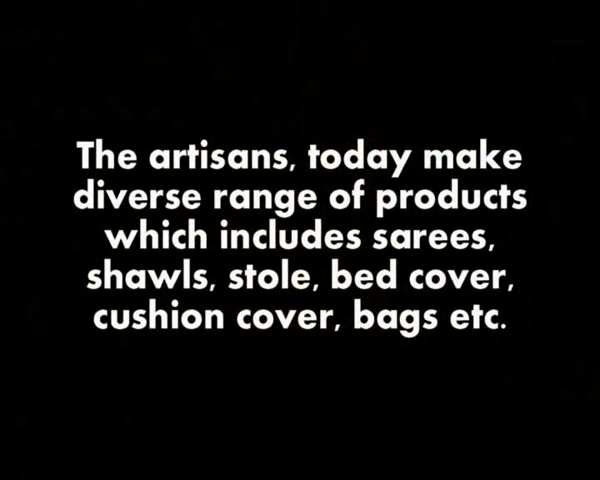 The artisans, today make
diverse range of products
which includes sarees,
shawls, stole, bed cover,
cushion cover, bags etc.